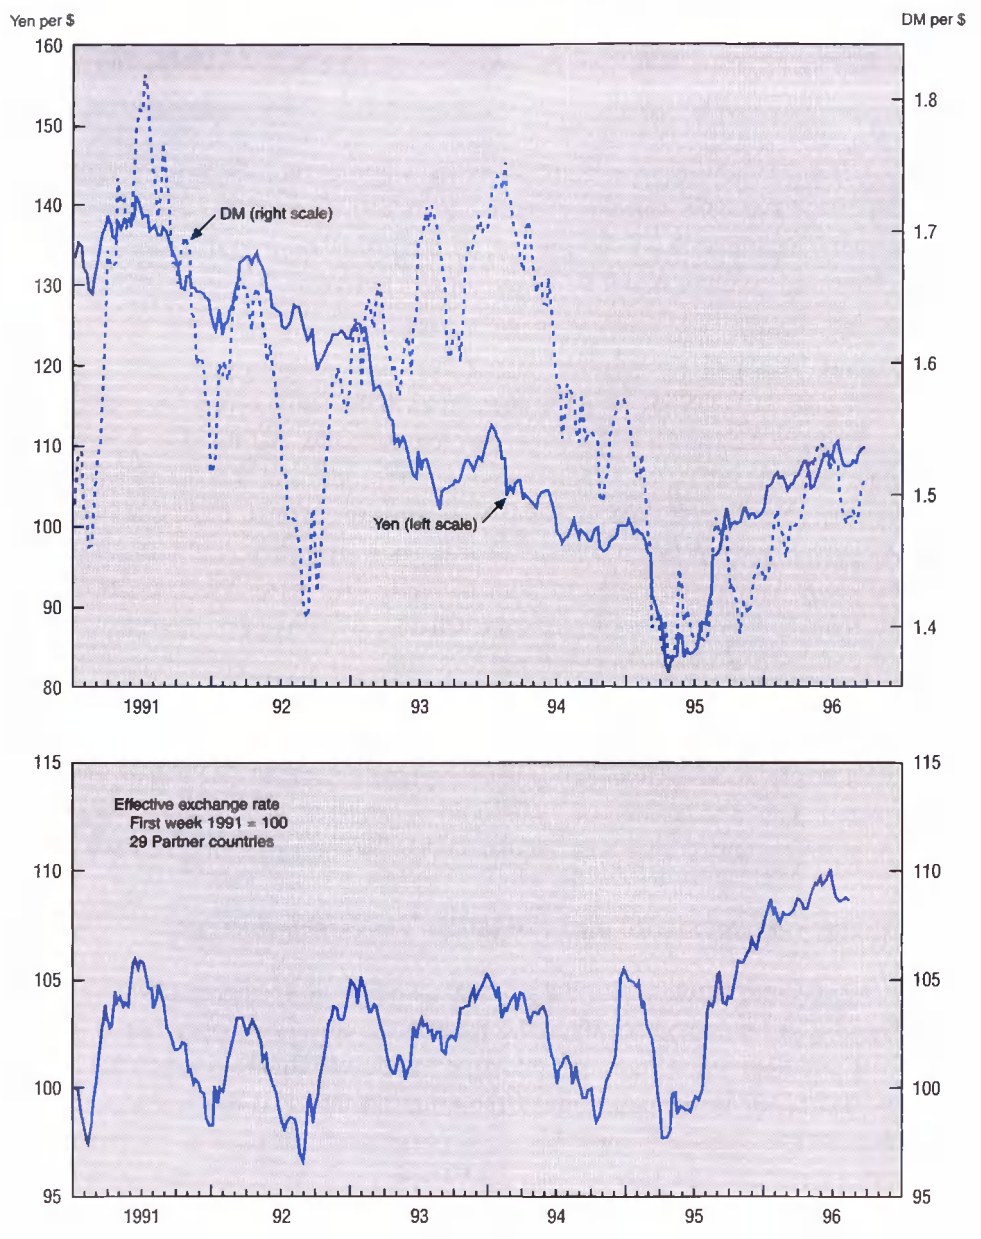 Yen per $
DM per $
160
150
140
130
120
110
100
90
80
1.8
1.7
1.6
1.5
1.4
DM (right scale)
Yen (left scale)
1991 92 93 94 95 96
115
110
105
100
95
115
110
105
100
95
Effective exchange rate
First week 1991 = 100
29 Partner countries
1991 92 93 94 95 96